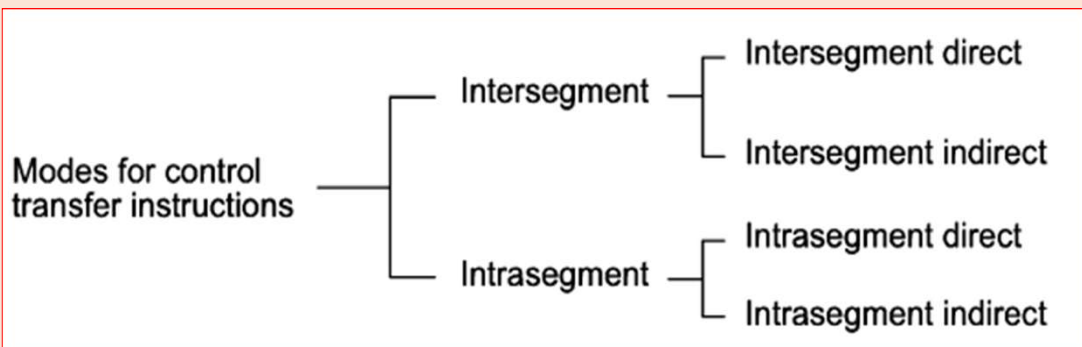 Modes for control
transfer instructions
Intersegment
Intersegment direct
Intersegment indirect
Intrasegment
Intrasegment direct
Intrasegment indirect